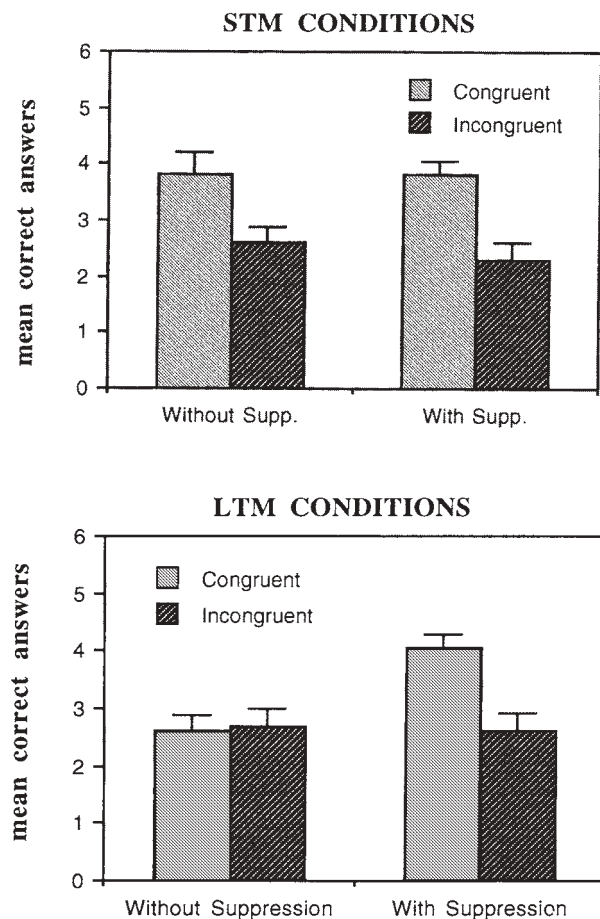 STM CONDITIONS
mean correct answers
6
5
4
3
2
1
0
Congruent
Incongruent
Without Supp.
With Supp.
LTM CONDITIONS
mean correct answers
6
5
4
3
2
1
0
Congruent
Incongruent
Without Suppression
With Suppression